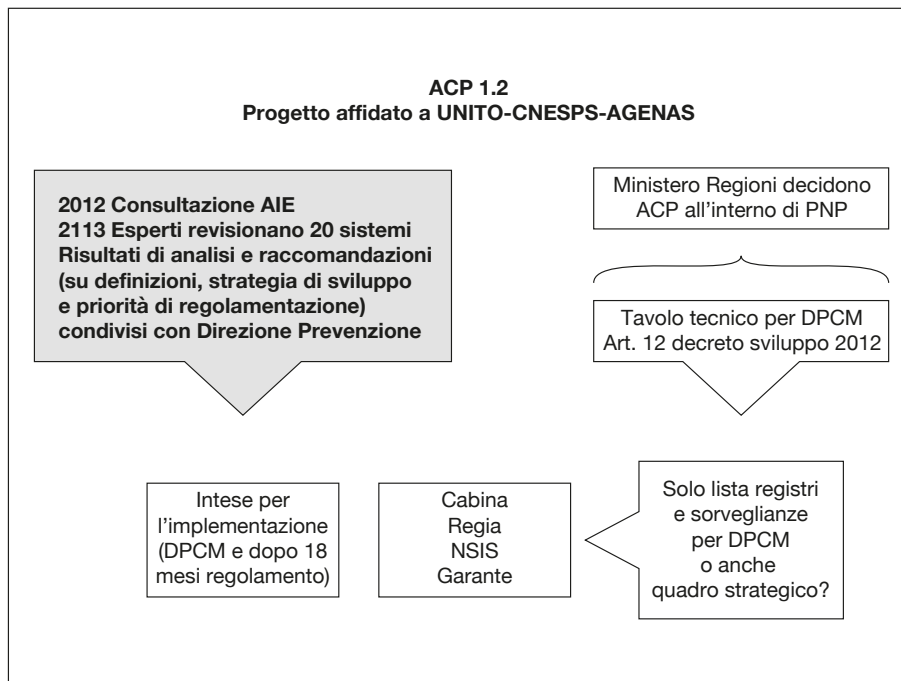 ACP 1.2
Progetto affidato a UNITO-CNESPS-AGENAS
2012 Consultazione AIE
2113 Esperti revisionano 20 sistemi
Risultati di analisi e raccomandazioni
(su definizioni, strategia di sviluppo
e priorità di regolamentazione)
condivisi con Direzione Prevenzione
Ministero Regioni decidono
ACP all'interno di PNP
Tavolo tecnico per DPCM
Art. 12 decreto sviluppo 2012
Intese per
l'implementazione
(DPCM e dopo 18
mesi regolamento)
Cabina
Regia
NSIS
Garante
Solo lista registri
e sorveglianze
per DPCM
o anche
quadro strategico?